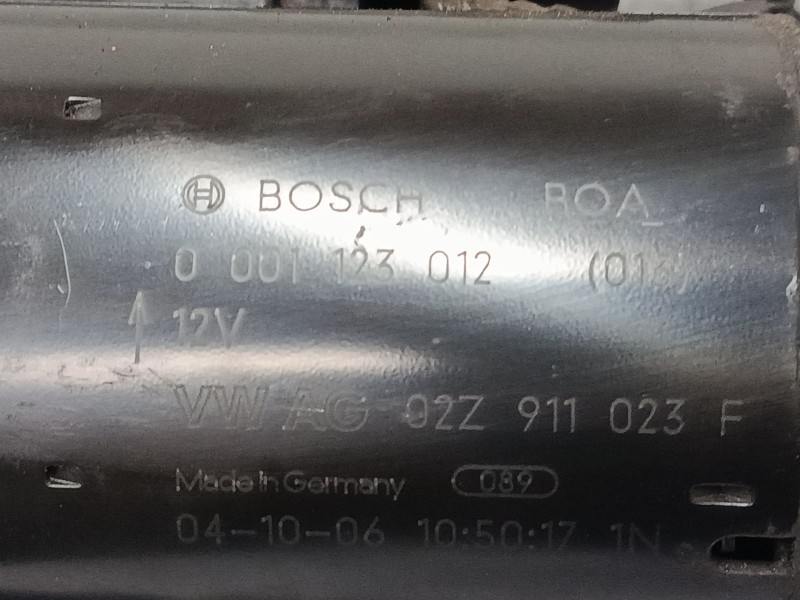 BOSCH ROA
0 001 123 012
12V
VW AG 02Z 911 023 F
Made in Germany 089
04-10-06 10:50:17 1N